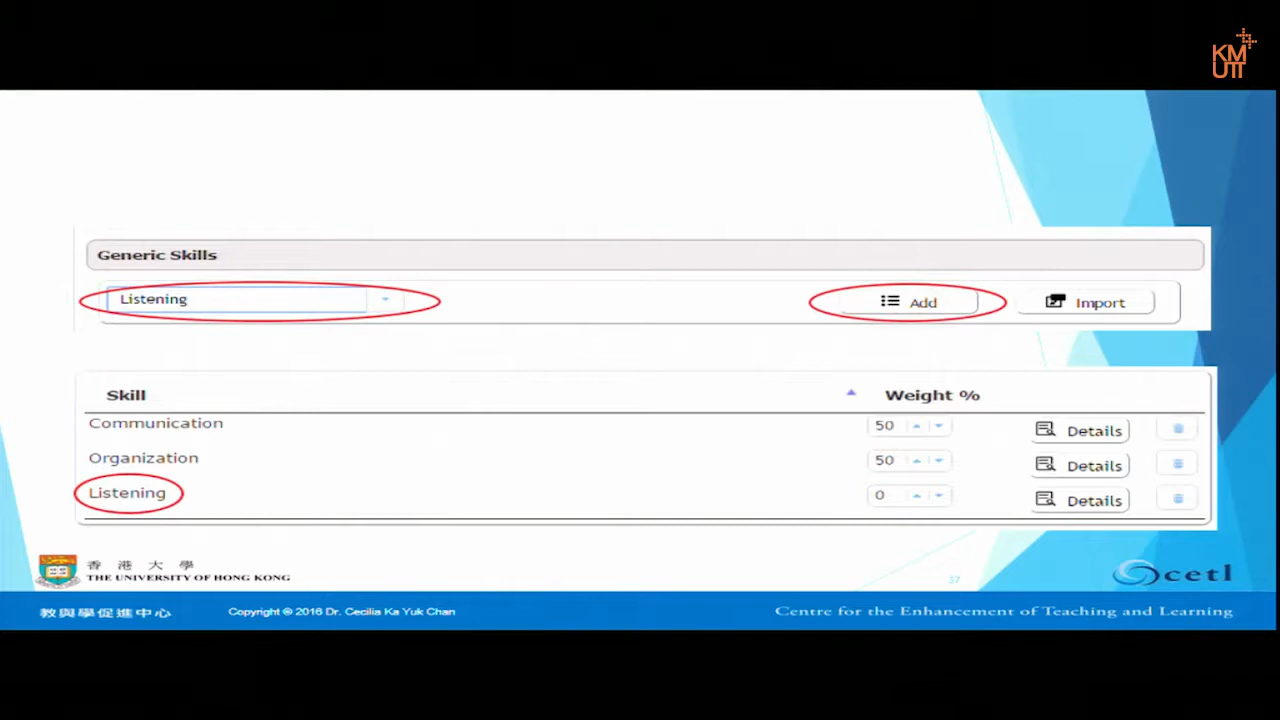 KM
UTT
Generic Skills
Listening
Add
Import
Skill
Weight %
Communication
50
Details
Organization
50
Details
Listening
0
Details
香港大學
THE UNIVERSITY OF HONG KONG
37
cetl
教與學促進中心
Copyright © 2016 Dr. Cecilia Ka Yuk Chan
Centre for the Enhancement of Teaching and Learning